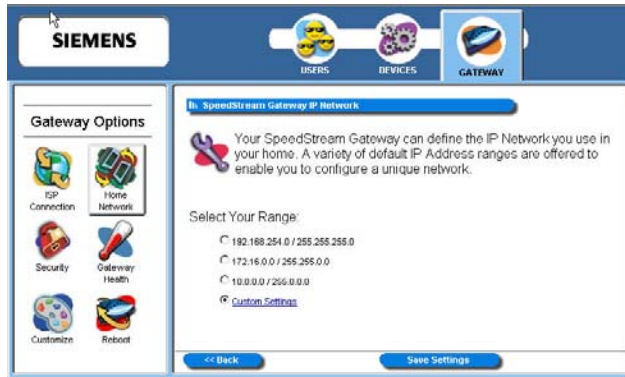 SIEMENS
USERS
DEVICES
GATEWAY
Gateway Options
ISP
Connection
Home
Network
Security
Gateway
Health
Customize
Reboot
SpeedStream Gateway IP Network
Your SpeedStream Gateway can define the IP Network you use in
your home. A variety of default IP Address ranges are offered to
enable you to configure a unique network.
Select Your Range:
192.168.254.0 / 255.255.255.0
172.16.0.0 / 255.255.0.0
10.0.0.0 / 255.0.0.0
Custom Settings
<< Back
Save Settings